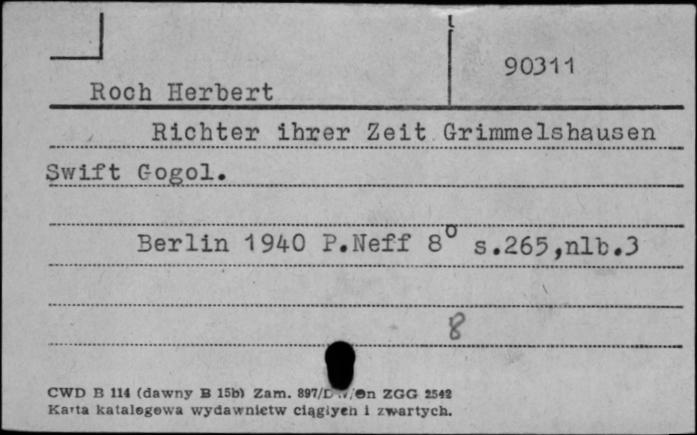 90311
Roch Herbert
Richter ihrer Zeit Grimmelshausen
Swift Gogol.
Berlin 1940 P.Neff 8° s.265,nlb.3
8
CWD B 114 (dawny B 15b) Zam. 897/ ZGG 2542
Karta katalogowa wydawnictw ciągłych i zwartych.